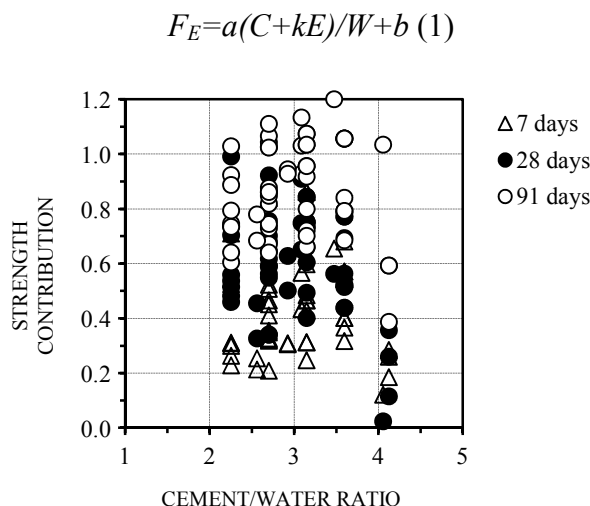 F_E=a(C+kE)/W+b (1)
1.2
1.0
0.8
0.6
0.4
0.2
0.0
1 2 3 4 5
STRENGTH
CONTRIBUTION
CEMENT/WATER RATIO
7 days
28 days
91 days